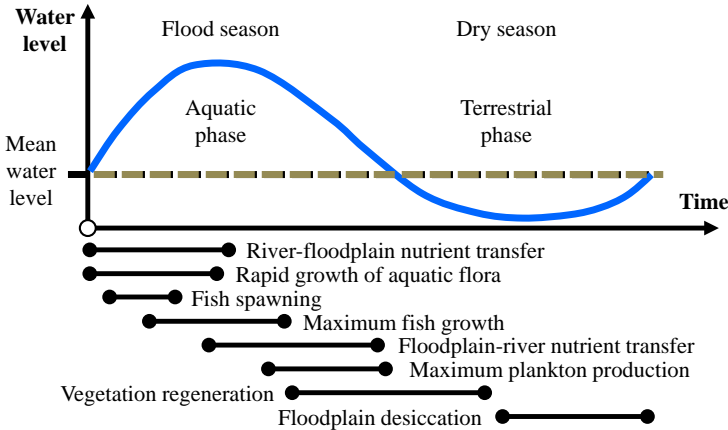 Water
level
Flood season
Dry season
Aquatic
phase
Terrestrial
phase
Mean
water
level
Time
River-floodplain nutrient transfer
Rapid growth of aquatic flora
Fish spawning
Maximum fish growth
Floodplain-river nutrient transfer
Maximum plankton production
Vegetation regeneration
Floodplain desiccation